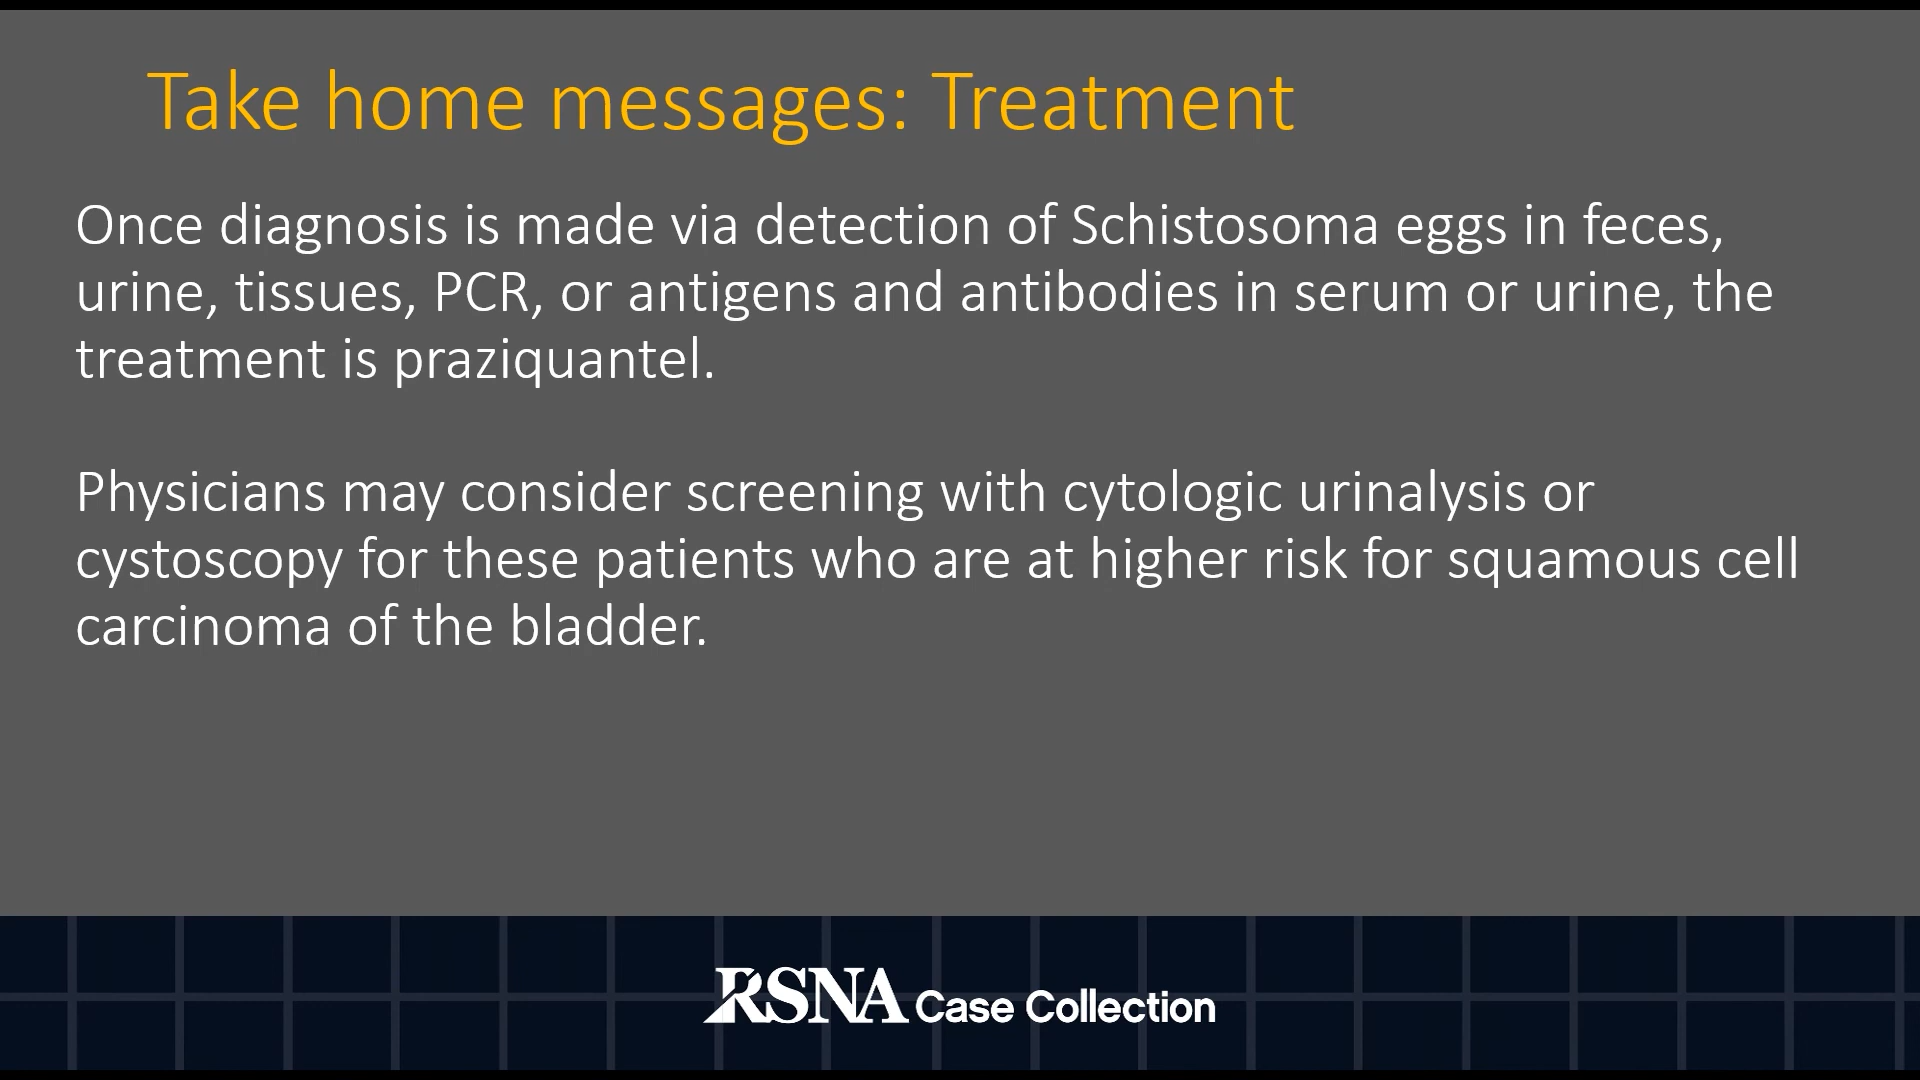 Take home messages: Treatment
Once diagnosis is made via detection of Schistosoma eggs in feces,
urine, tissues, PCR, or antigens and antibodies in serum or urine, the
treatment is praziquantel.
Physicians may consider screening with cytologic urinalysis or
cystoscopy for these patients who are at higher risk for squamous cell
carcinoma of the bladder.
RSNA Case Collection